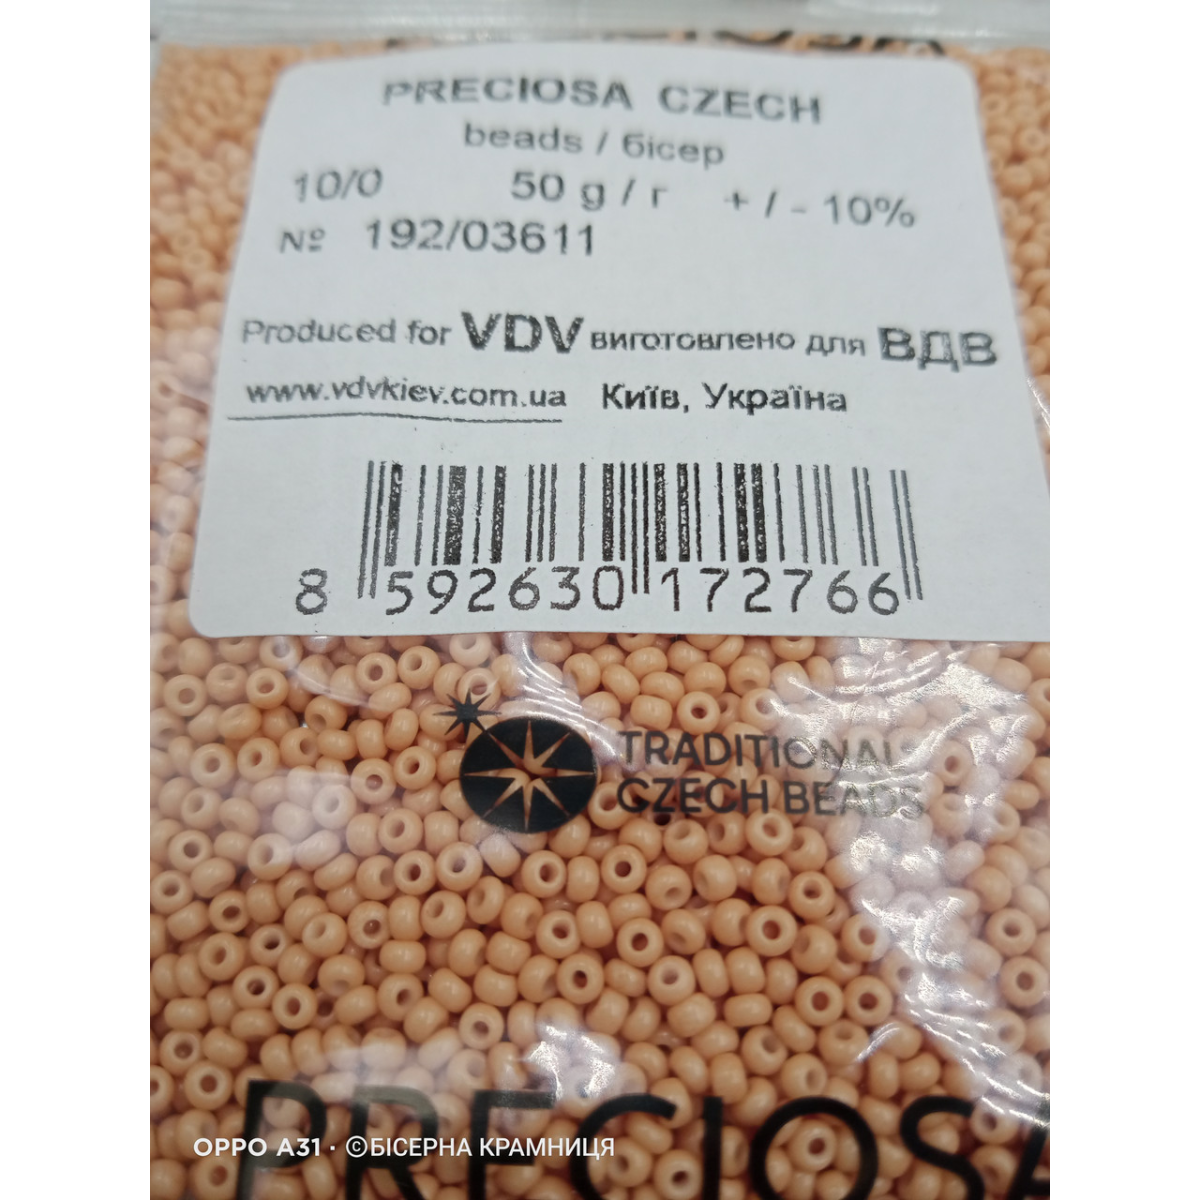 PRECIOSA
PRECIOSA CZECH
beads / бісер
10/0 50 g / г + / - 10%
№ 192/03611
Produced for VDV виготовлено для ВДВ
www.vdvkiev.com.ua Київ, Україна
8 592630 172766
TRADITIONAL
CZECH BEADS
PRECIOSA
OPPO A31 · ©БІСЕРНА КРАМНИЦЯ